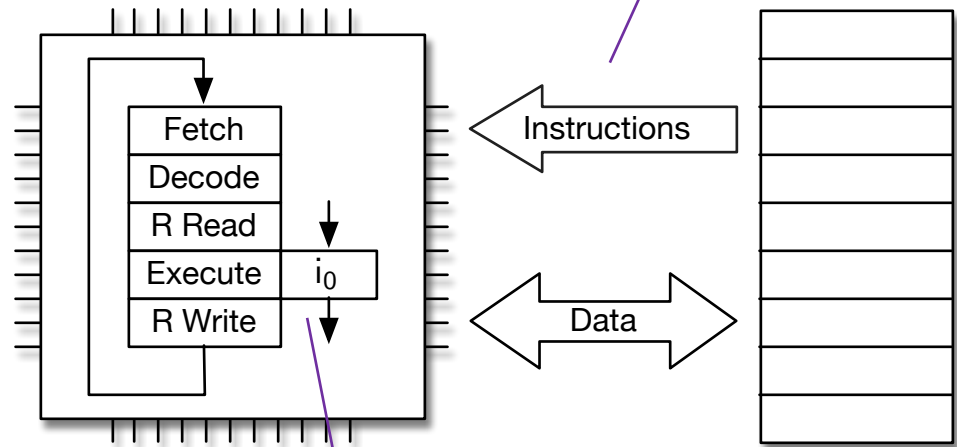 Fetch
Decode
R Read
Execute
i₀
R Write
Instructions
Data